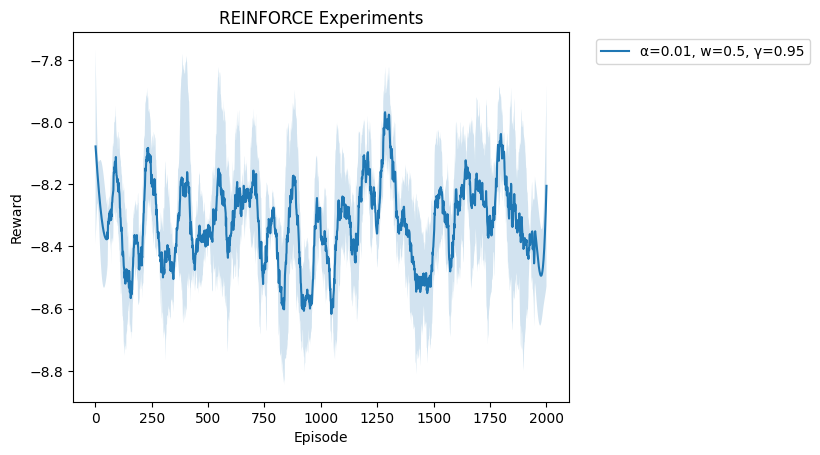 REINFORCE Experiments
α=0.01, w=0.5, γ=0.95
−7.8
−8.0
−8.2
−8.4
−8.6
−8.8
Reward
0 250 500 750 1000 1250 1500 1750 2000
Episode